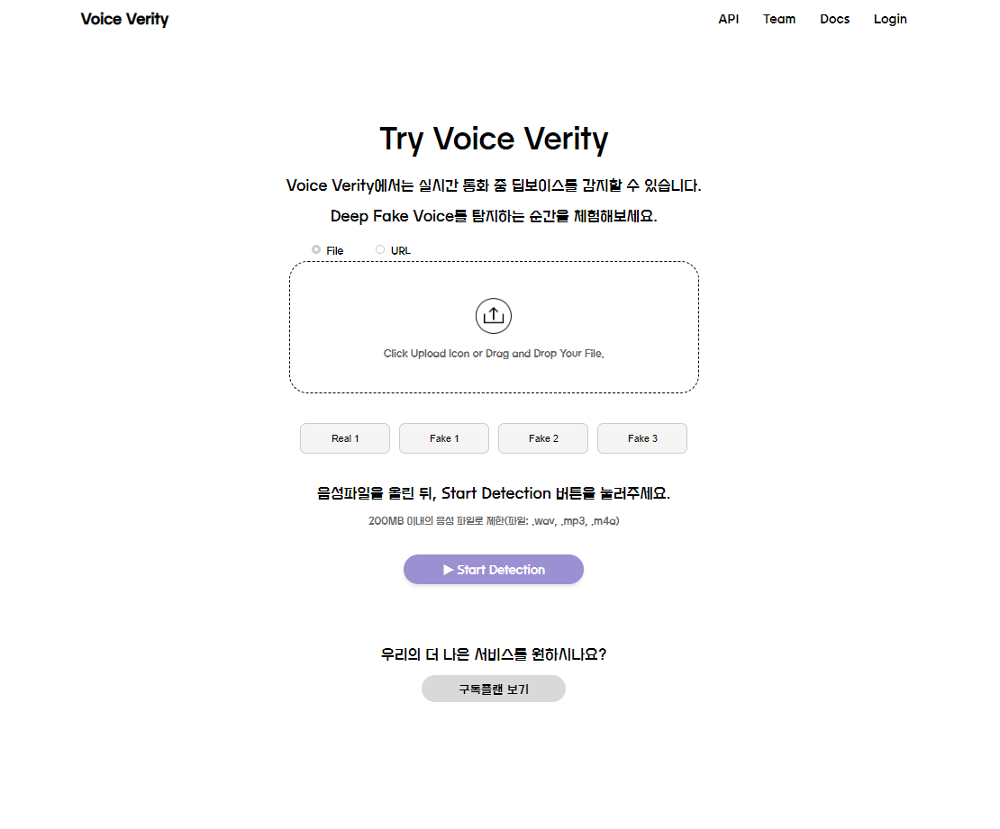 Voice Verity
API Team Docs Login
Try Voice Verity
Voice Verity에서는 실시간 통화 중 딥보이스를 감지할 수 있습니다.
Deep Fake Voice를 탐지하는 순간을 체험해보세요.
File URL
Click Upload Icon or Drag and Drop Your File.
Real 1 Fake 1 Fake 2 Fake 3
음성파일을 올린 뒤, Start Detection 버튼을 눌러주세요.
200MB 이내의 음성 파일로 제한(파일: .wav, .mp3, .m4a)
▶ Start Detection
우리의 더 나은 서비스를 원하시나요?
구독플랜 보기